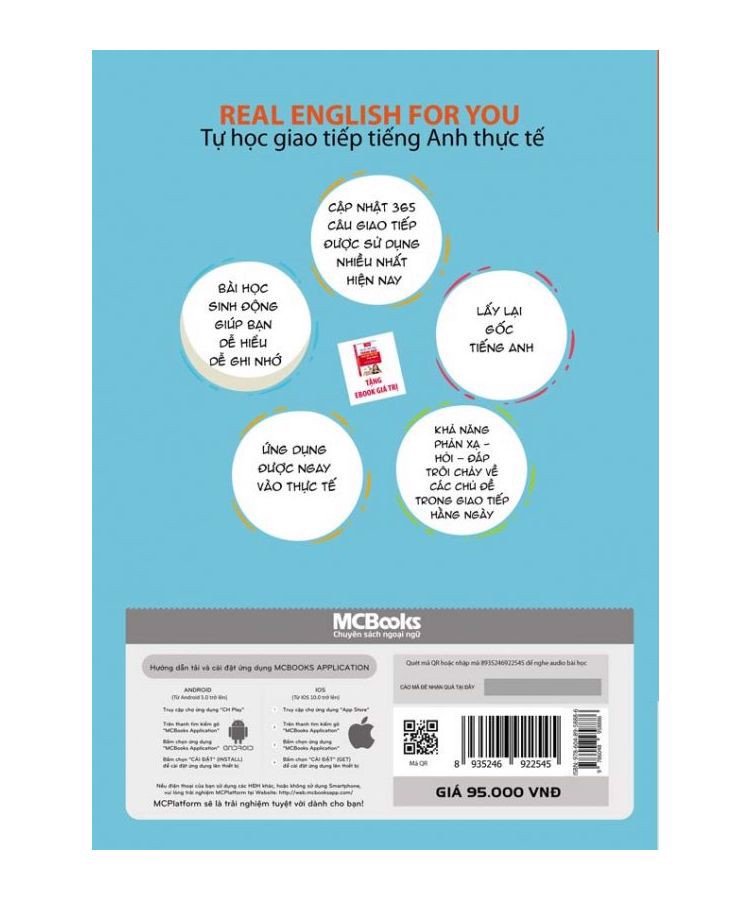 REAL ENGLISH FOR YOU
Tự học giao tiếp tiếng Anh thực tế
CẬP NHẬT 365
CÂU GIAO TIẾP
ĐƯỢC SỬ DỤNG
NHIỀU NHẤT
HIỆN NAY
BÀI HỌC
SINH ĐỘNG
GIÚP BẠN
DỄ HIỂU
DỄ GHI NHỚ
LẤY LẠI
GỐC
TIẾNG ANH
TẶNG
EBOOK GIÁ TRỊ
ỨNG DỤNG
ĐƯỢC NGAY
VÀO THỰC TẾ
KHẢ NĂNG
PHẢN XẠ -
HỎI - ĐÁP
TRÔI CHẢY VỀ
CÁC CHỦ ĐỀ
TRONG GIAO TIẾP
HẰNG NGÀY
MCBooks
Chuyên sách ngoại ngữ
Hướng dẫn tải và cài đặt ứng dụng MCBOOKS APPLICATION
ANDROID
(Từ Android 5.0 trở lên)
Truy cập chợ ứng dụng "CH Play"
Trên thanh tìm kiếm gõ
"MCBooks Application"
Bấm chọn ứng dụng
"MCBooks Application"
Bấm chọn "CÀI ĐẶT" (INSTALL)
để cài đặt ứng dụng lên thiết bị
ANDROID
IOS
(Từ IOS 10.0 trở lên)
Truy cập chợ ứng dụng "App Store"
Trên thanh tìm kiếm gõ
"MCBooks Application"
Bấm chọn ứng dụng
"MCBooks Application"
Bấm chọn "CÀI ĐẶT" (GET)
để cài đặt ứng dụng lên thiết bị
Nếu điện thoại của bạn sử dụng các HĐH khác, hoặc không sử dụng Smartphone,
vui lòng trải nghiệm MCPlatform tại Website: http://web.mcbooksapp.com/
MCPlatform sẽ là trải nghiệm tuyệt vời dành cho bạn!
Quét mã QR hoặc nhập mã 8935246922545 để nghe audio bài học
CÀO MÃ ĐỂ NHẬN QUÀ TẠI ĐÂY
Mã QR
8 935246 922545
GIÁ 95.000 VNĐ